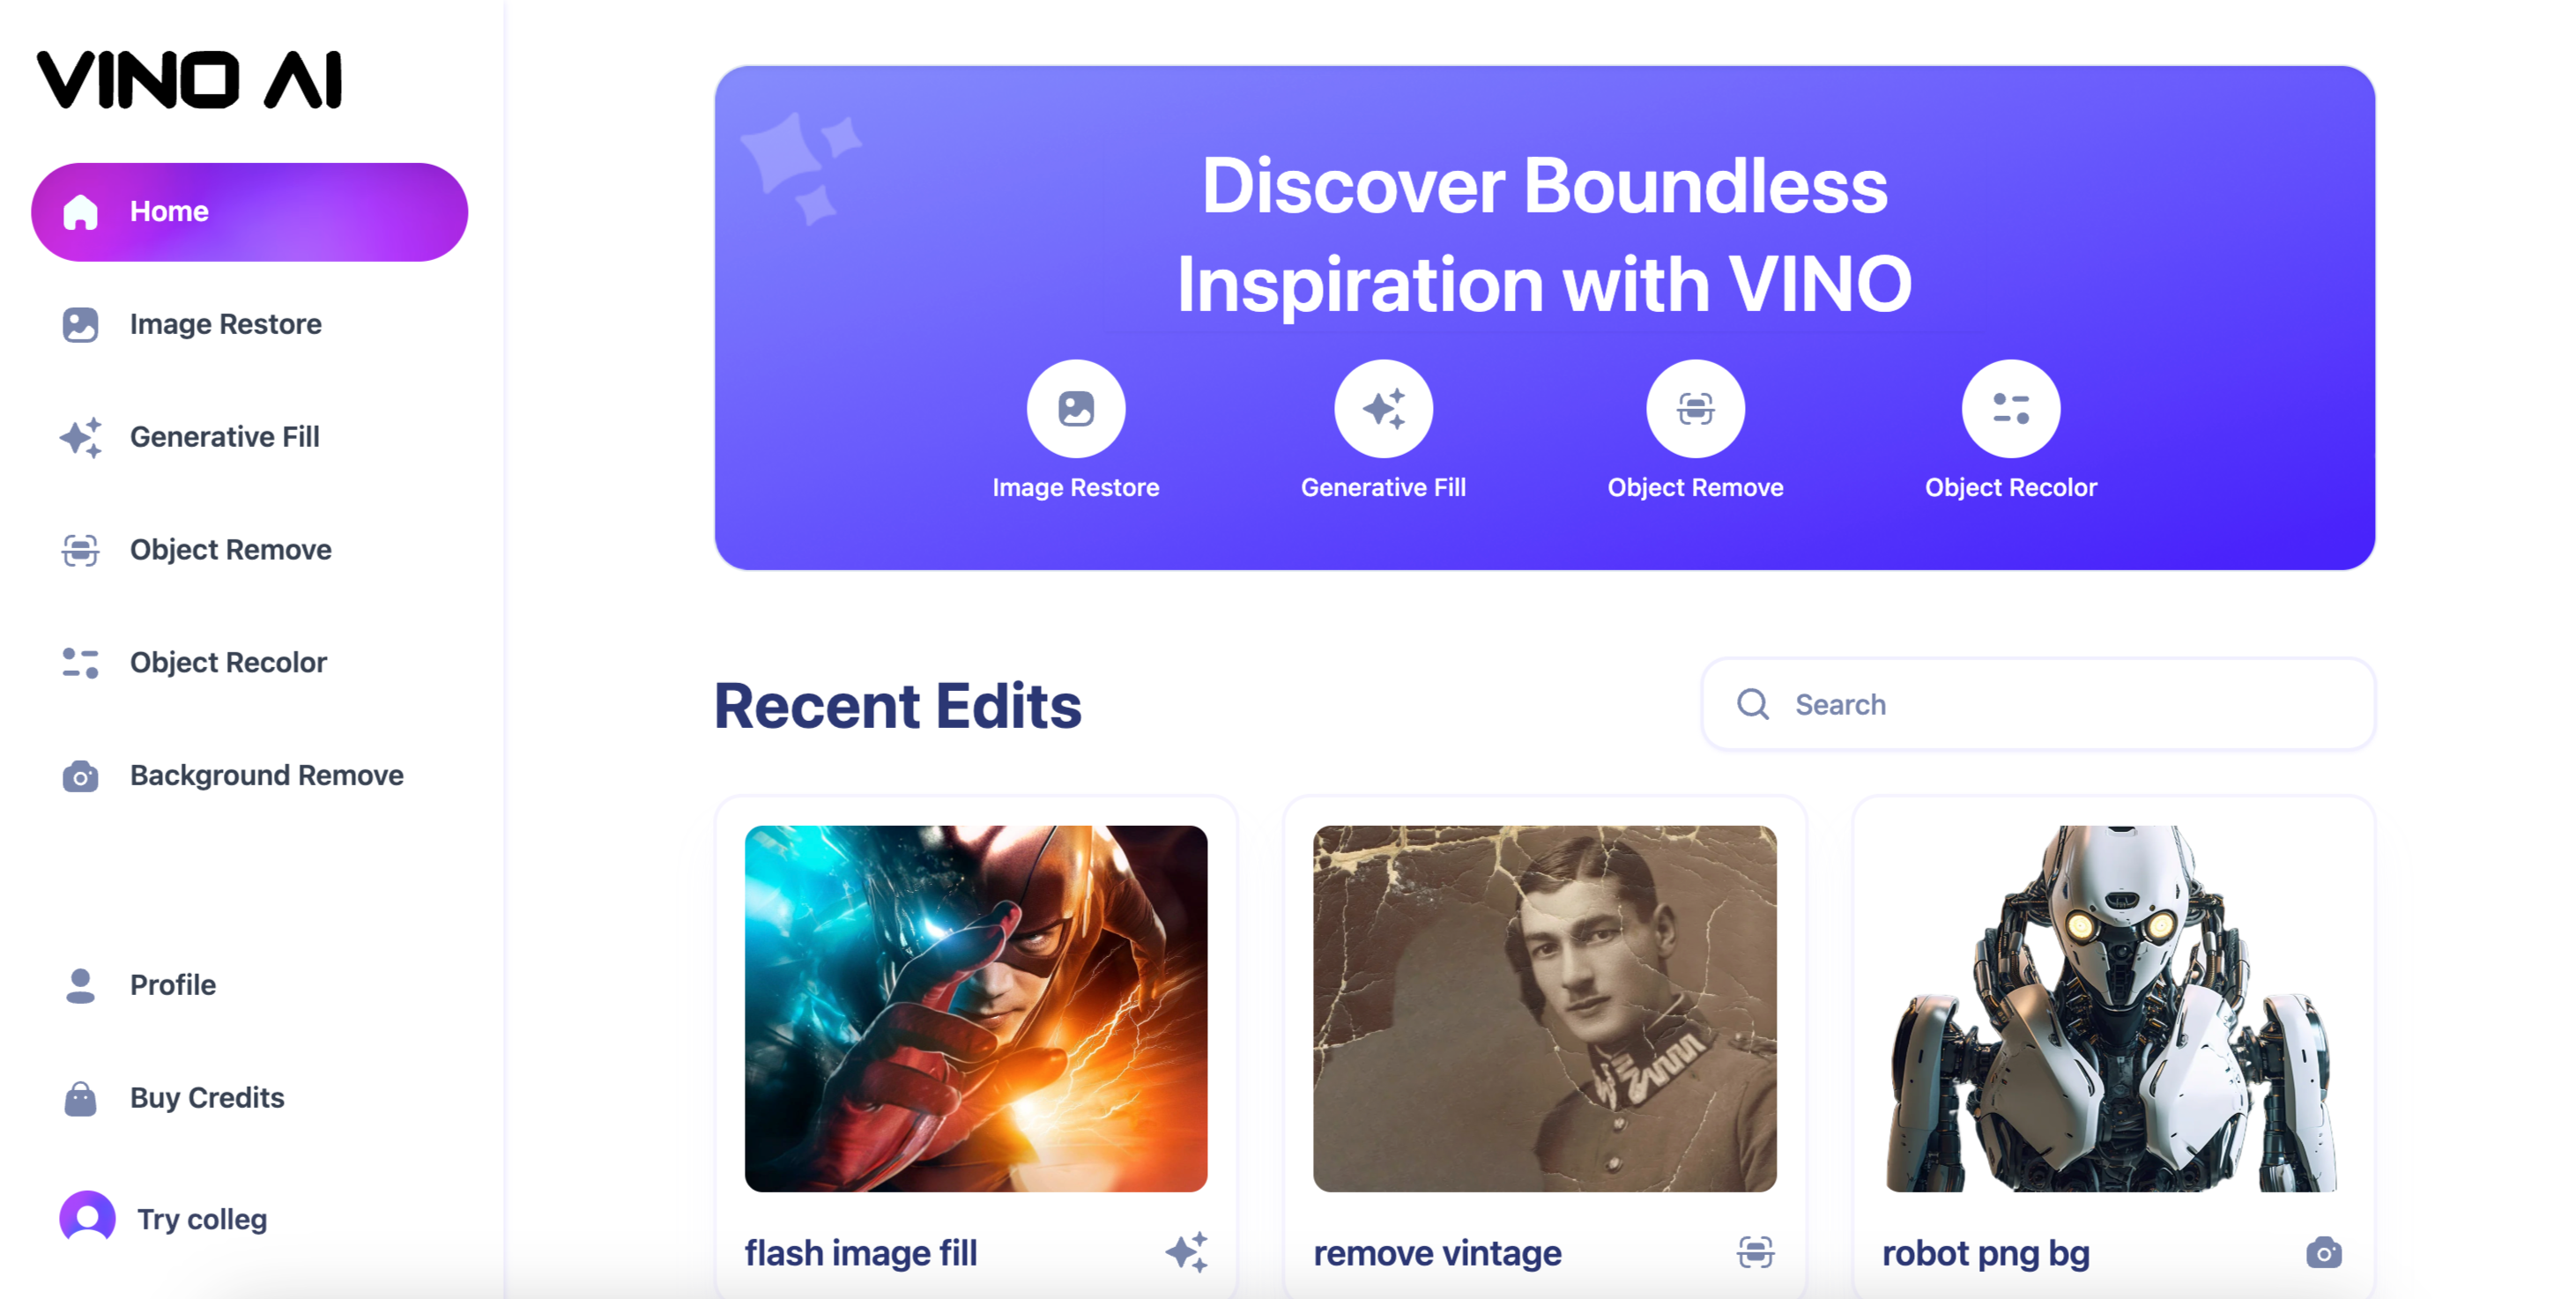 VINO AI
Home
Image Restore
Generative Fill
Object Remove
Object Recolor
Background Remove
Profile
Buy Credits
Try colleg
Discover Boundless
Inspiration with VINO
Image Restore
Generative Fill
Object Remove
Object Recolor
Recent Edits
Search
flash image fill
remove vintage
robot png bg